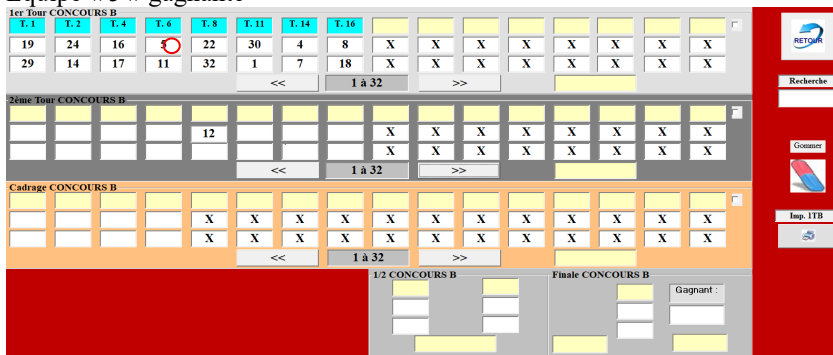 1er Tour CONCOURS B
T. 1 T. 2 T. 4 T. 6 T. 8 T. 11 T. 14 T. 16
19 24 16 5 22 30 4 8 X X X X X X X X
29 14 17 11 32 1 7 18 X X X X X X X X
<< 1 à 32 >>
2ème Tour CONCOURS B
12 X X X X X X X X
X X X X X X X X
<< 1 à 32 >>
Cadrage CONCOURS B
X X X X X X X X X X X X
X X X X X X X X X X X X
<< 1 à 32 >>
1/2 CONCOURS B
Finale CONCOURS B
Gagnant :
RETOUR
Recherche
Gommer
Imp. 1TB